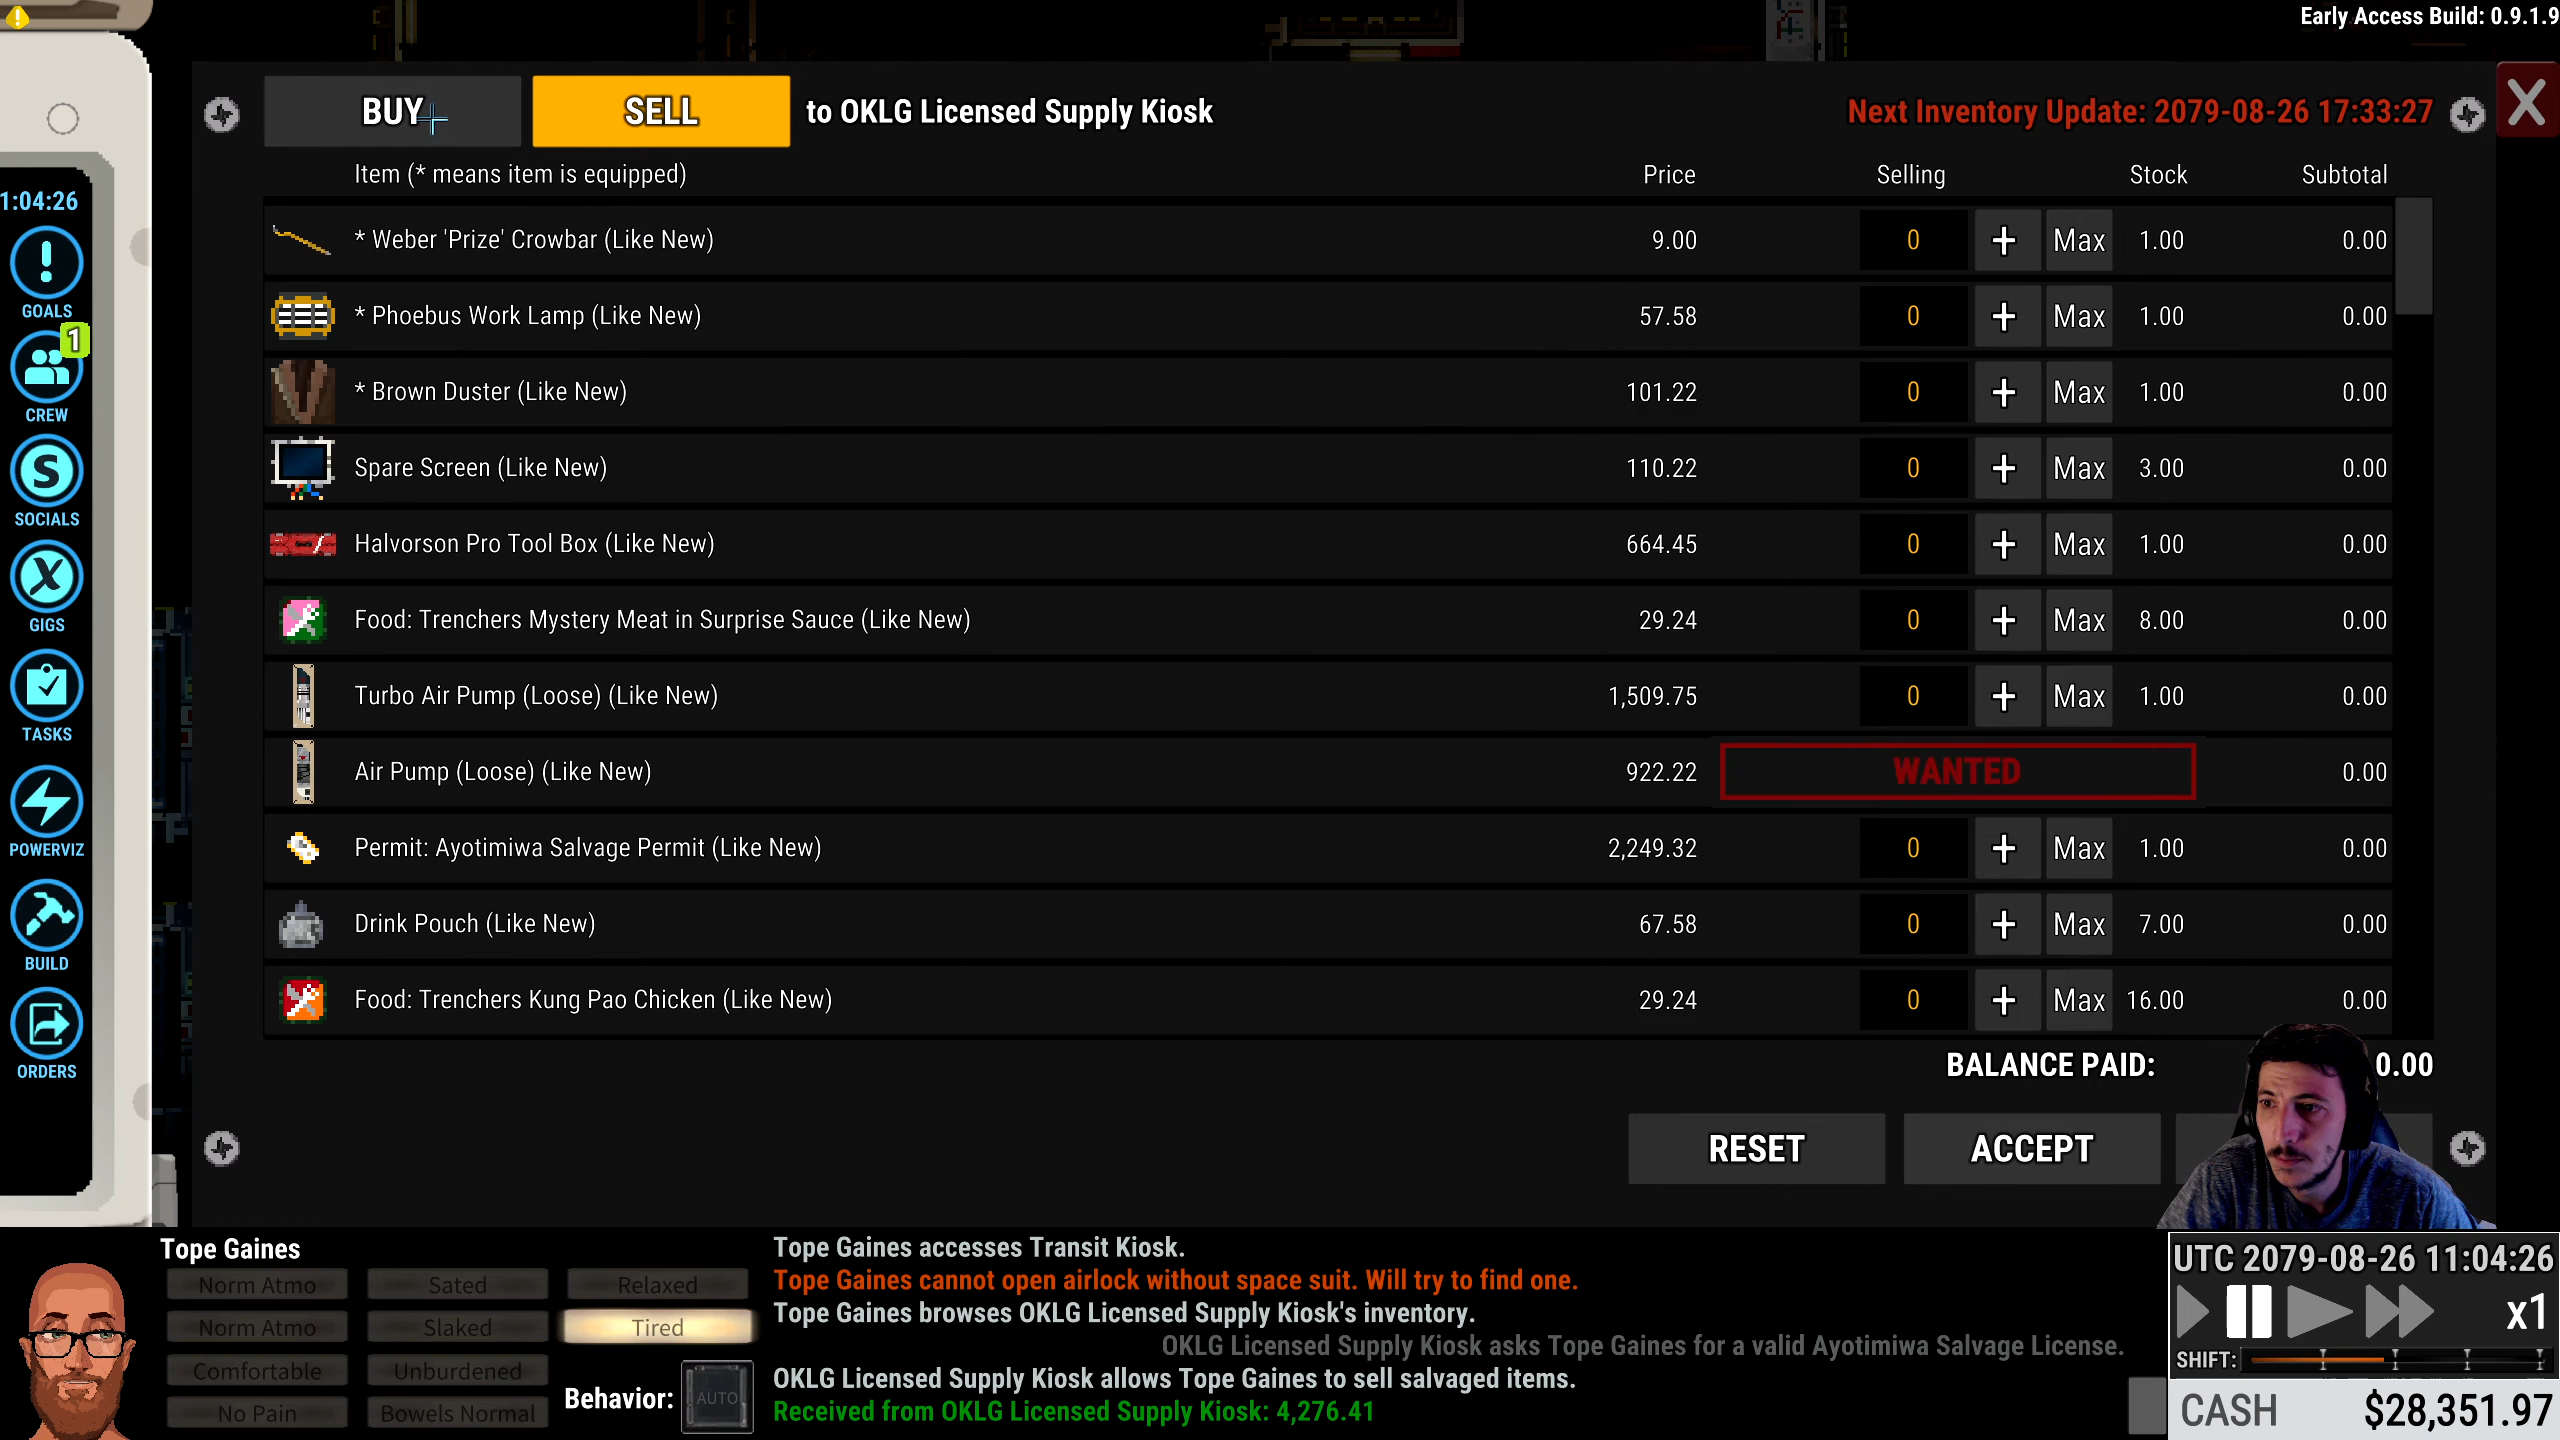 Early Access Build: 0.9.1.9
BUY
SELL
to OKLG Licensed Supply Kiosk
Next Inventory Update: 2079-08-26 17:33:27
X
Item (* means item is equipped) Price Selling Stock Subtotal
* Weber 'Prize' Crowbar (Like New) 9.00 0 + Max 1.00 0.00
* Phoebus Work Lamp (Like New) 57.58 0 + Max 1.00 0.00
* Brown Duster (Like New) 101.22 0 + Max 1.00 0.00
Spare Screen (Like New) 110.22 0 + Max 3.00 0.00
Halvorson Pro Tool Box (Like New) 664.45 0 + Max 1.00 0.00
Food: Trenchers Mystery Meat in Surprise Sauce (Like New) 29.24 0 + Max 8.00 0.00
Turbo Air Pump (Loose) (Like New) 1,509.75 0 + Max 1.00 0.00
Air Pump (Loose) (Like New) 922.22 WANTED 0.00
Permit: Ayotimiwa Salvage Permit (Like New) 2,249.32 0 + Max 1.00 0.00
Drink Pouch (Like New) 67.58 0 + Max 7.00 0.00
Food: Trenchers Kung Pao Chicken (Like New) 29.24 0 + Max 16.00 0.00
BALANCE PAID: 0.00
RESET
ACCEPT
1:04:26
GOALS
1
CREW
S
SOCIALS
X
GIGS
TASKS
POWERVIZ
BUILD
ORDERS
Tope Gaines
Norm Atmo Sated Relaxed
Norm Atmo Slaked Tired
Comfortable Unburdened
No Pain Bowels Normal
Behavior: AUTO
Tope Gaines accesses Transit Kiosk.
Tope Gaines cannot open airlock without space suit. Will try to find one.
Tope Gaines browses OKLG Licensed Supply Kiosk's inventory.
OKLG Licensed Supply Kiosk asks Tope Gaines for a valid Ayotimiwa Salvage License.
OKLG Licensed Supply Kiosk allows Tope Gaines to sell salvaged items.
Received from OKLG Licensed Supply Kiosk: 4,276.41
UTC 2079-08-26 11:04:26
x1
SHIFT:
CASH $28,351.97